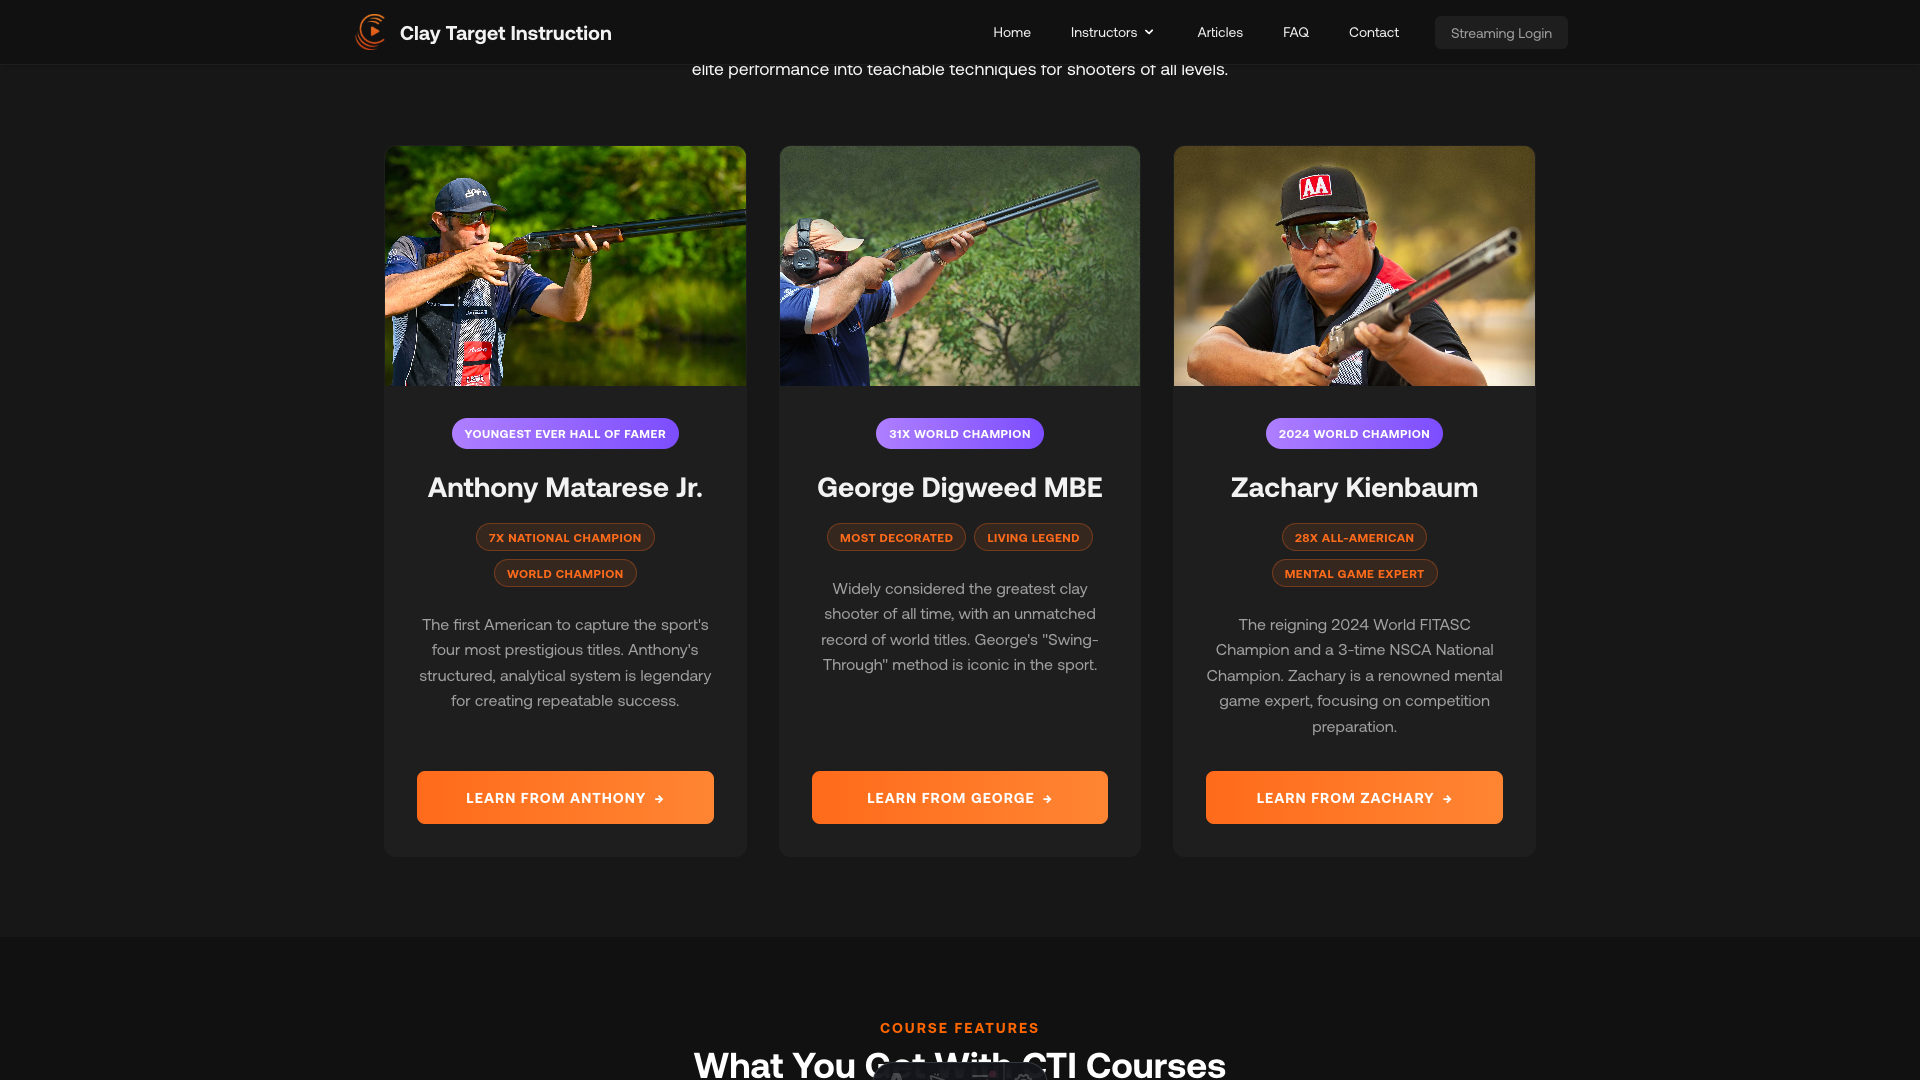 Clay Target Instruction
Home
Instructors
Articles
FAQ
Contact
Streaming Login
elite performance into teachable techniques for shooters of all levels.
AA
YOUNGEST EVER HALL OF FAMER
Anthony Matarese Jr.
7X NATIONAL CHAMPION
WORLD CHAMPION
The first American to capture the sport's
four most prestigious titles. Anthony's
structured, analytical system is legendary
for creating repeatable success.
LEARN FROM ANTHONY →
31X WORLD CHAMPION
George Digweed MBE
MOST DECORATED
LIVING LEGEND
Widely considered the greatest clay
shooter of all time, with an unmatched
record of world titles. George's "Swing-
Through" method is iconic in the sport.
LEARN FROM GEORGE →
2024 WORLD CHAMPION
Zachary Kienbaum
28X ALL-AMERICAN
MENTAL GAME EXPERT
The reigning 2024 World FITASC
Champion and a 3-time NSCA National
Champion. Zachary is a renowned mental
game expert, focusing on competition
preparation.
LEARN FROM ZACHARY →
COURSE FEATURES
What You Get With CTI Courses